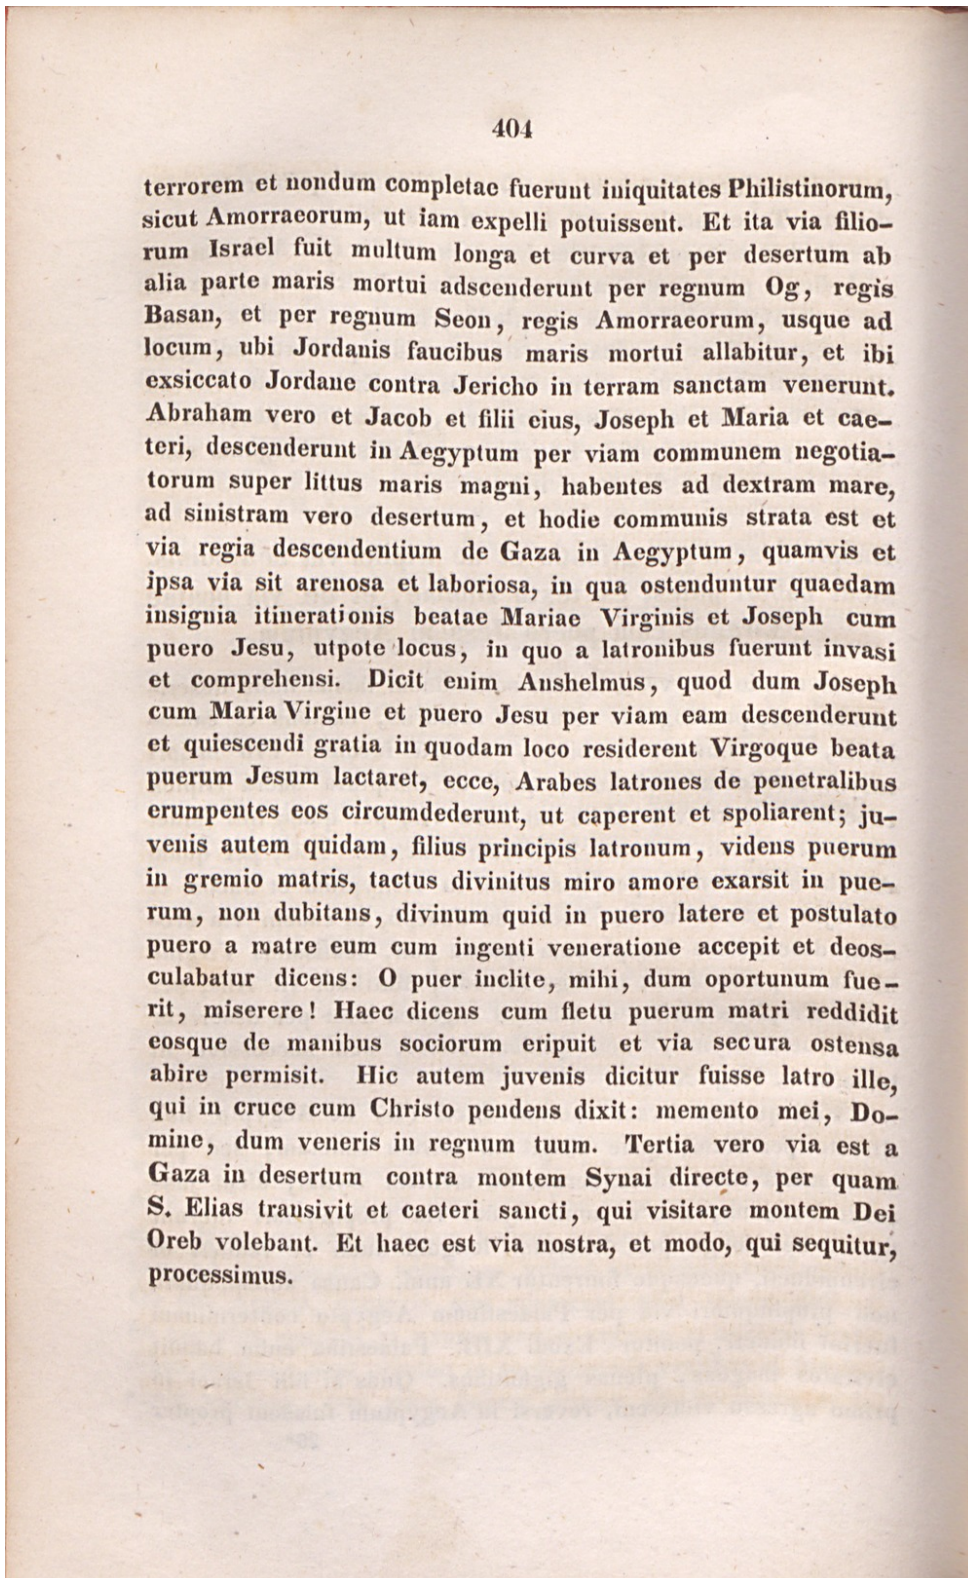 404
terrorem et nondum completae fuerunt iniquitates Philistinorum,
sicut Amorraeorum, ut iam expelli potuissent. Et ita via filio-
rum Israel fuit multum longa et curva et per desertum ab
alia parte maris mortui adscenderunt per regnum Og, regis
Basan, et per regnum Seon, regis Amorraeorum, usque ad
locum, ubi Jordanis faucibus maris mortui allabitur, et ibi
exsiccato Jordane contra Jericho in terram sanctam venerunt.
Abraham vero et Jacob et filii eius, Joseph et Maria et cae-
teri, descenderunt in Aegyptum per viam communem negotia-
torum super littus maris magni, habentes ad dextram mare,
ad sinistram vero desertum, et hodie communis strata est et
via regia descendentium de Gaza in Aegyptum, quamvis et
ipsa via sit arenosa et laboriosa, in qua ostenduntur quaedam
insignia itinerationis beatae Mariae Virginis et Joseph cum
puero Jesu, utpote locus, in quo a latronibus fuerunt invasi
et comprehensi. Dicit enim Anshelmus, quod dum Joseph
cum Maria Virgine et puero Jesu per viam eam descenderunt
et quiescendi gratia in quodam loco residerent Virgoque beata
puerum Jesum lactaret, ecce, Arabes latrones de penetralibus
erumpentes eos circumdederunt, ut caperent et spoliarent; ju-
venis autem quidam, filius principis latronum, videns puerum
in gremio matris, tactus divinitus miro amore exarsit in pue-
rum, non dubitans, divinum quid in puero latere et postulato
puero a matre eum cum ingenti veneratione accepit et deos-
culabatur dicens: O puer inclite, mihi, dum oportunum fue-
rit, miserere! Haec dicens cum fletu puerum matri reddidit
eosque de manibus sociorum eripuit et via secura ostensa
abire permisit. Hic autem juvenis dicitur fuisse latro ille,
qui in cruce cum Christo pendens dixit: memento mei, Do-
mine, dum veneris in regnum tuum. Tertia vero via est a
Gaza in desertum contra montem Synai directe, per quam
S. Elias transivit et caeteri sancti, qui visitare montem Dei
Oreb volebant. Et haec est via nostra, et modo, qui sequitur,
processimus.